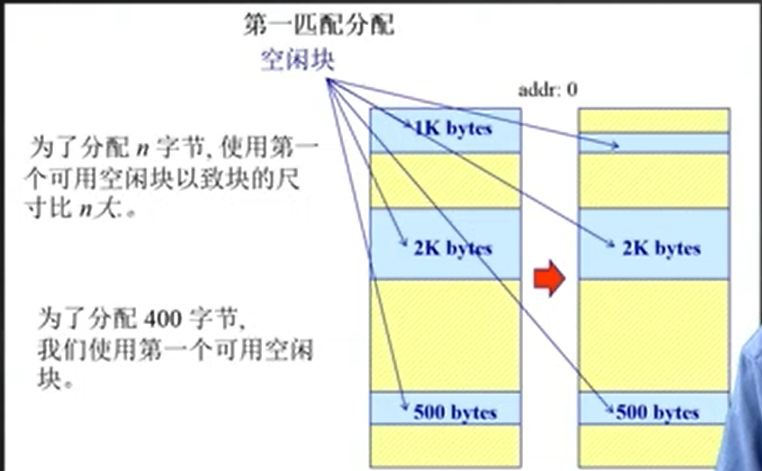 第一匹配分配
空闲块
addr: 0
为了分配 n 字节, 使用第一
个可用空闲块以致块的尺
寸比 n大.。
为了分配 400 字节,
我们使用第一个可用空闲
块。
1K bytes
2K bytes
500 bytes
2K bytes
500 bytes